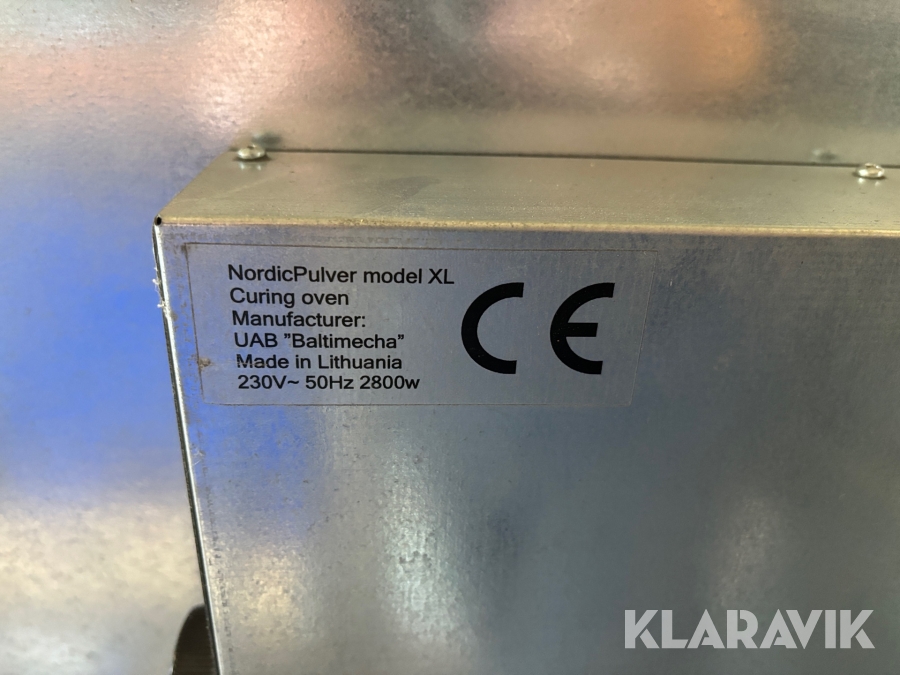 NordicPulver model XL
Curing oven
Manufacturer:
UAB "Baltimecha"
Made in Lithuania
230V~ 50Hz 2800w
CE
KLARAVIK